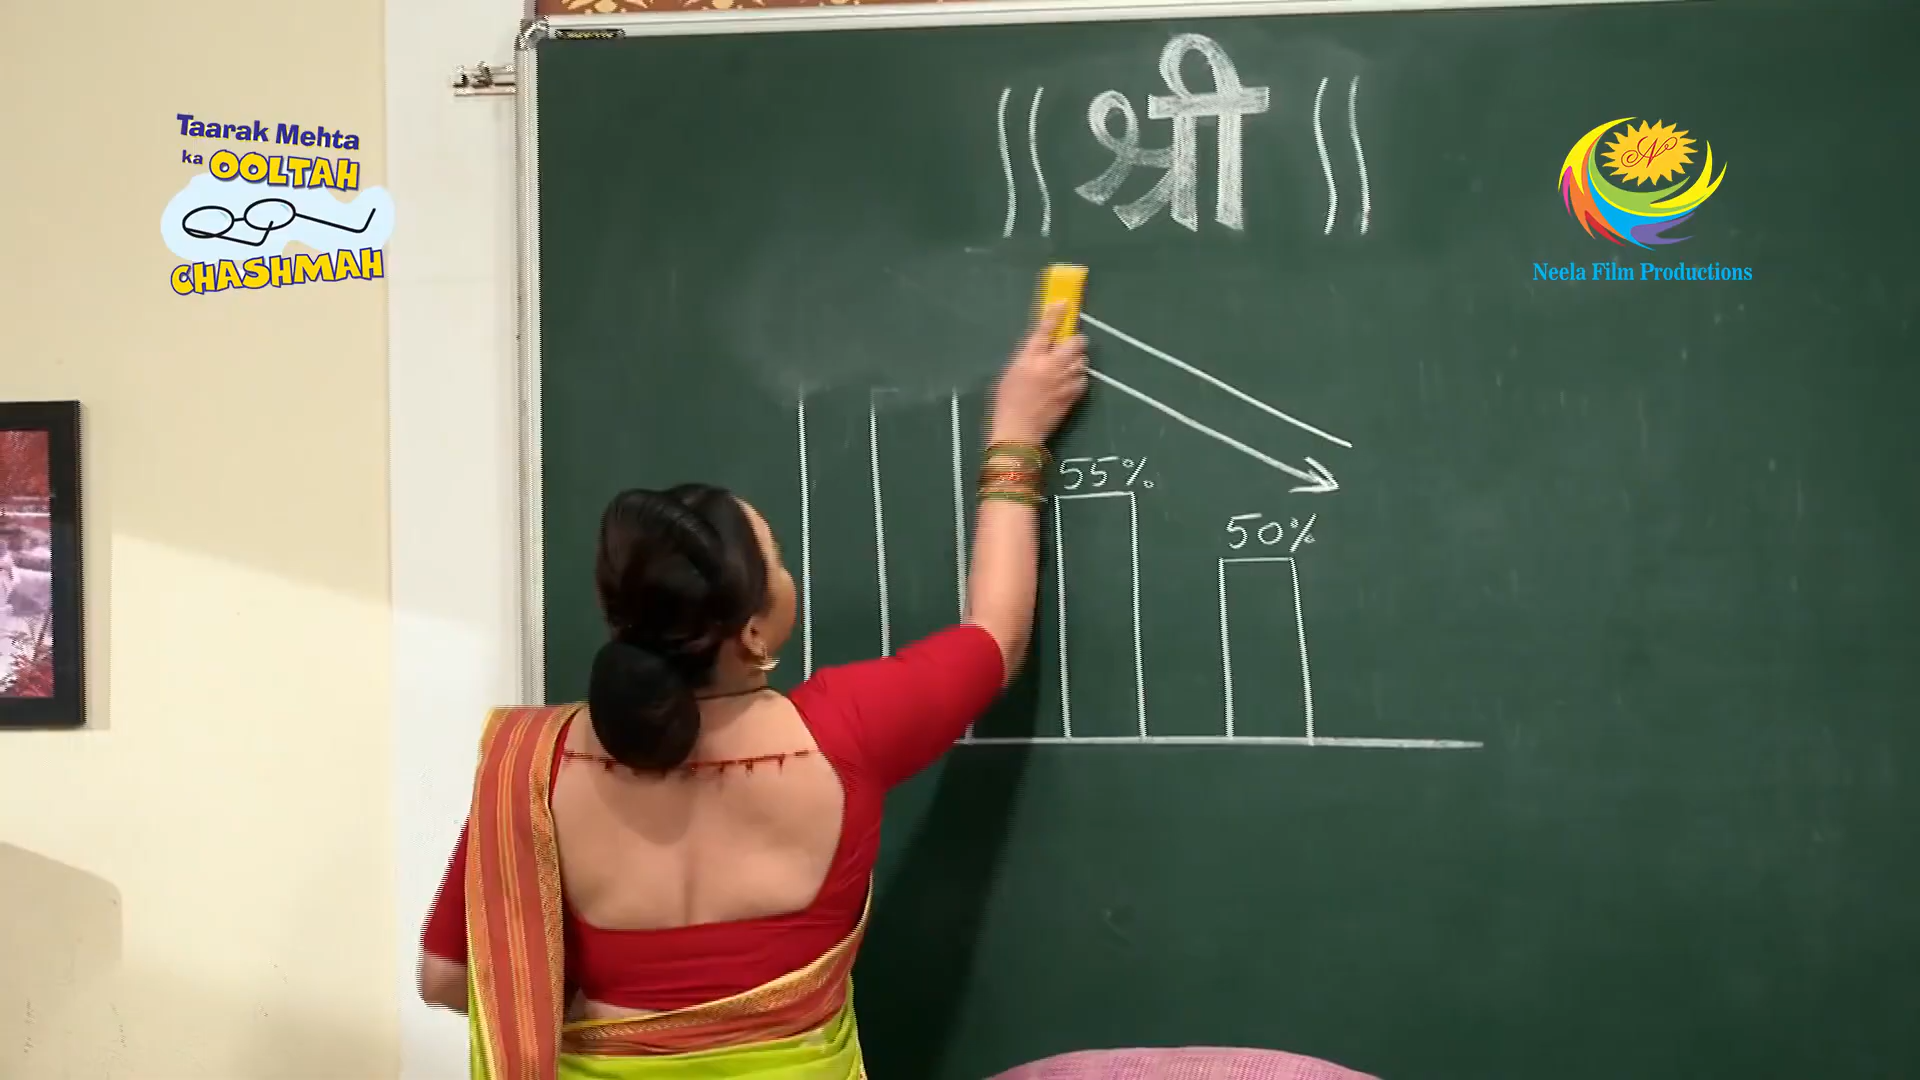 Taarak Mehta
ka OOLTAH
CHASHMAH
|| श्री ||
Neela Film Productions
55%
50%